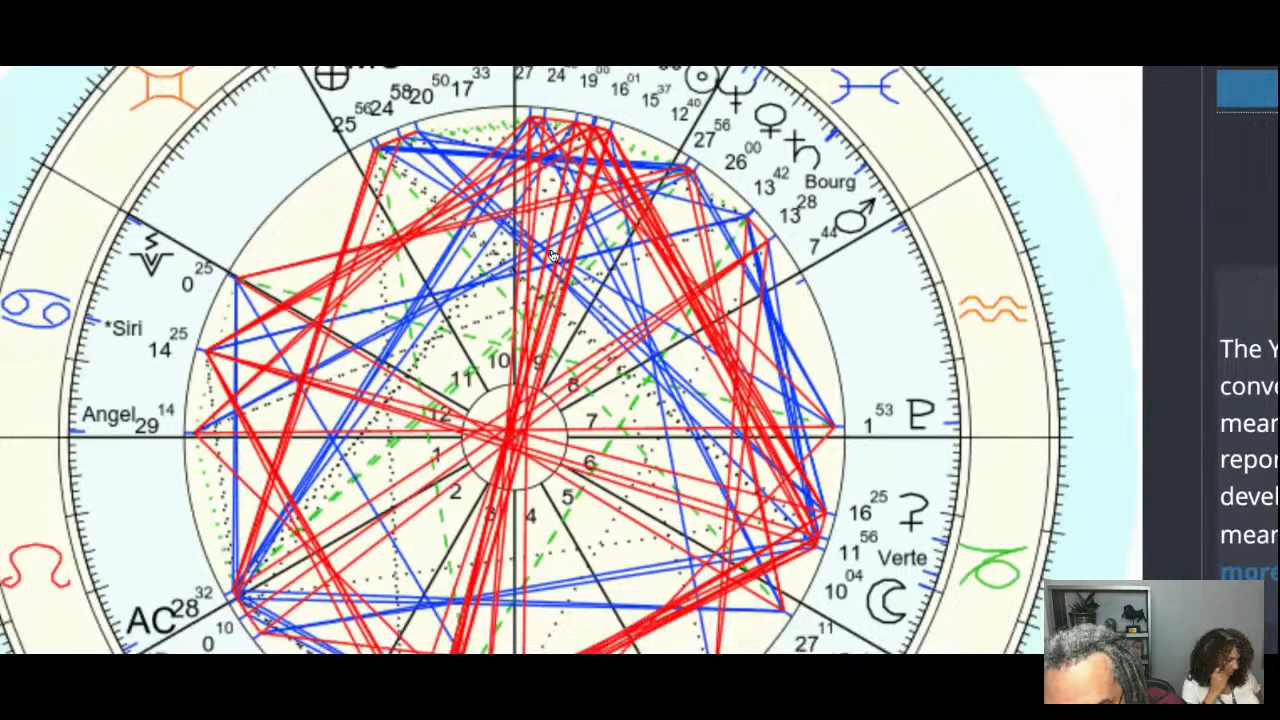 27
24
19 00
16 01
15 37
12 40
17 33
20 50
24 58
25 56
27 56
26 00
13 42
Bourg
13 28
7 44
0 25
*Siri
14 25
Angel 29 14
11
10
9
8
12
7
1
6
2
5
3
4
1 53
16 25
11 56
Verte
10 04
27 11
AC 28 32
0 10
The Y
conve
mear
repor
devel
mear
more